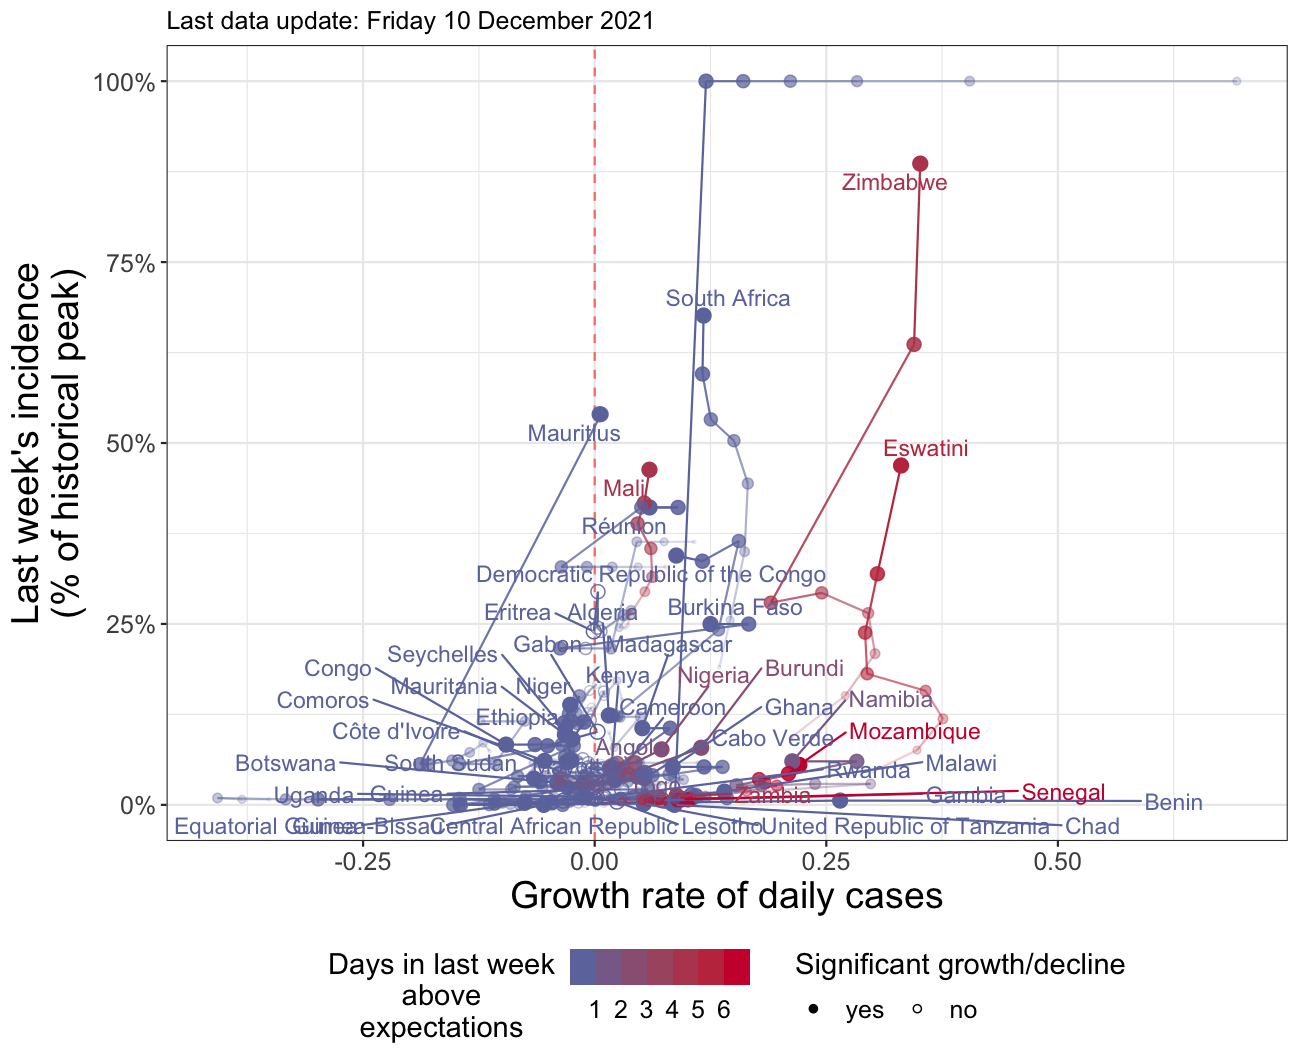 Last data update: Friday 10 December 2021
Last week's incidence
(% of historical peak)
100%
75%
50%
25%
0%
Zimbabwe
South Africa
Mauritius
Eswatini
Mali
Réunion
Democratic Republic of the Congo
Eritrea
Algeria
Burkina Faso
Gabon
Madagascar
Seychelles
Congo
Kenya
Nigeria
Burundi
Mauritania
Niger
Comoros
Namibia
Ethiopia
Cameroon
Ghana
Côte d'Ivoire
Mozambique
Angola
Cabo Verde
Botswana
South Sudan
Rwanda
Malawi
Uganda
Guinea
Zambia
Gambia
Senegal
Benin
Equatorial Guinea
Guinea-Bissau
Central African Republic
Lesotho
United Republic of Tanzania
Chad
-0.25
0.00
0.25
0.50
Growth rate of daily cases
Days in last week
above
expectations
1 2 3 4 5 6
Significant growth/decline
yes
no